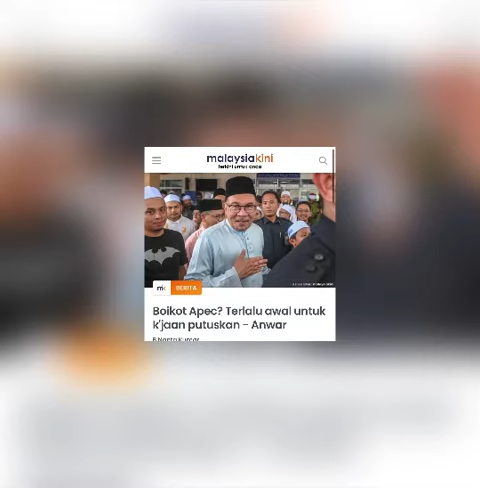 malaysiakini
BERITA
Boikot Apec? Terlalu awal untuk
k'jaan putuskan - Anwar